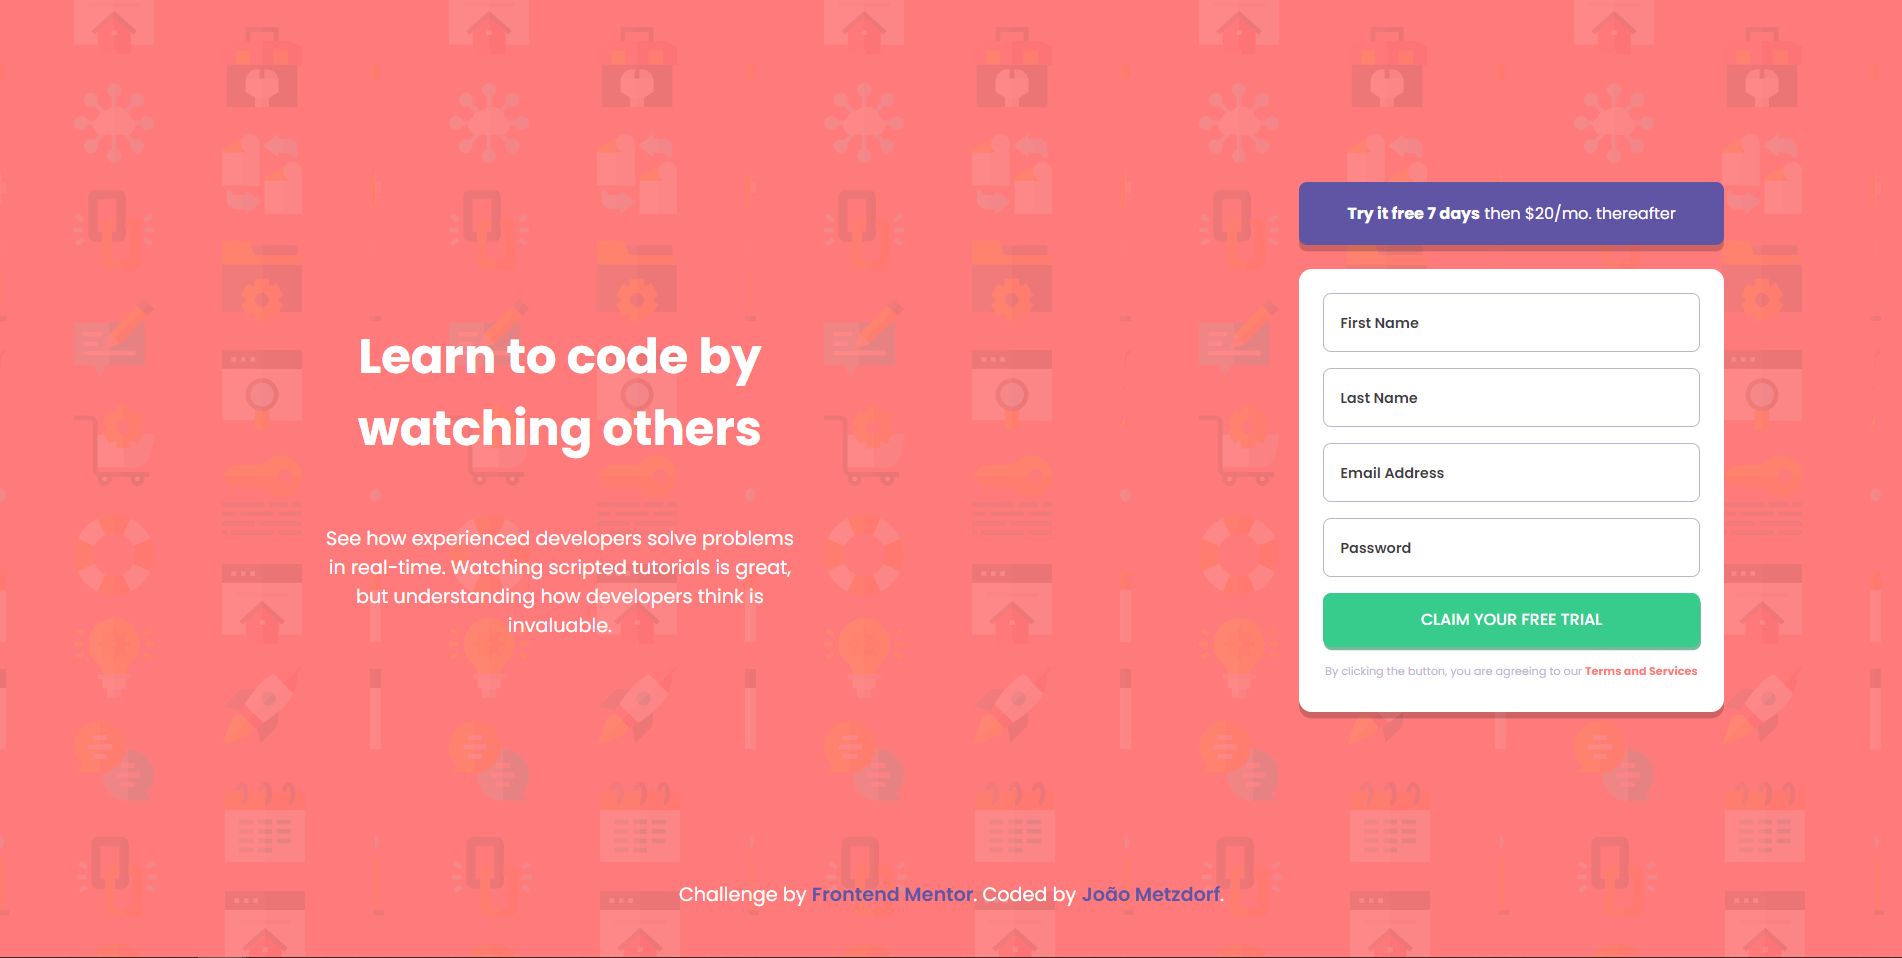 Learn to code by
watching others
See how experienced developers solve problems
in real-time. Watching scripted tutorials is great,
but understanding how developers think is
invaluable.
Try it free 7 days then $20/mo. thereafter
First Name
Last Name
Email Address
Password
CLAIM YOUR FREE TRIAL
By clicking the button, you are agreeing to our Terms and Services
Challenge by Frontend Mentor. Coded by João Metzdorf.